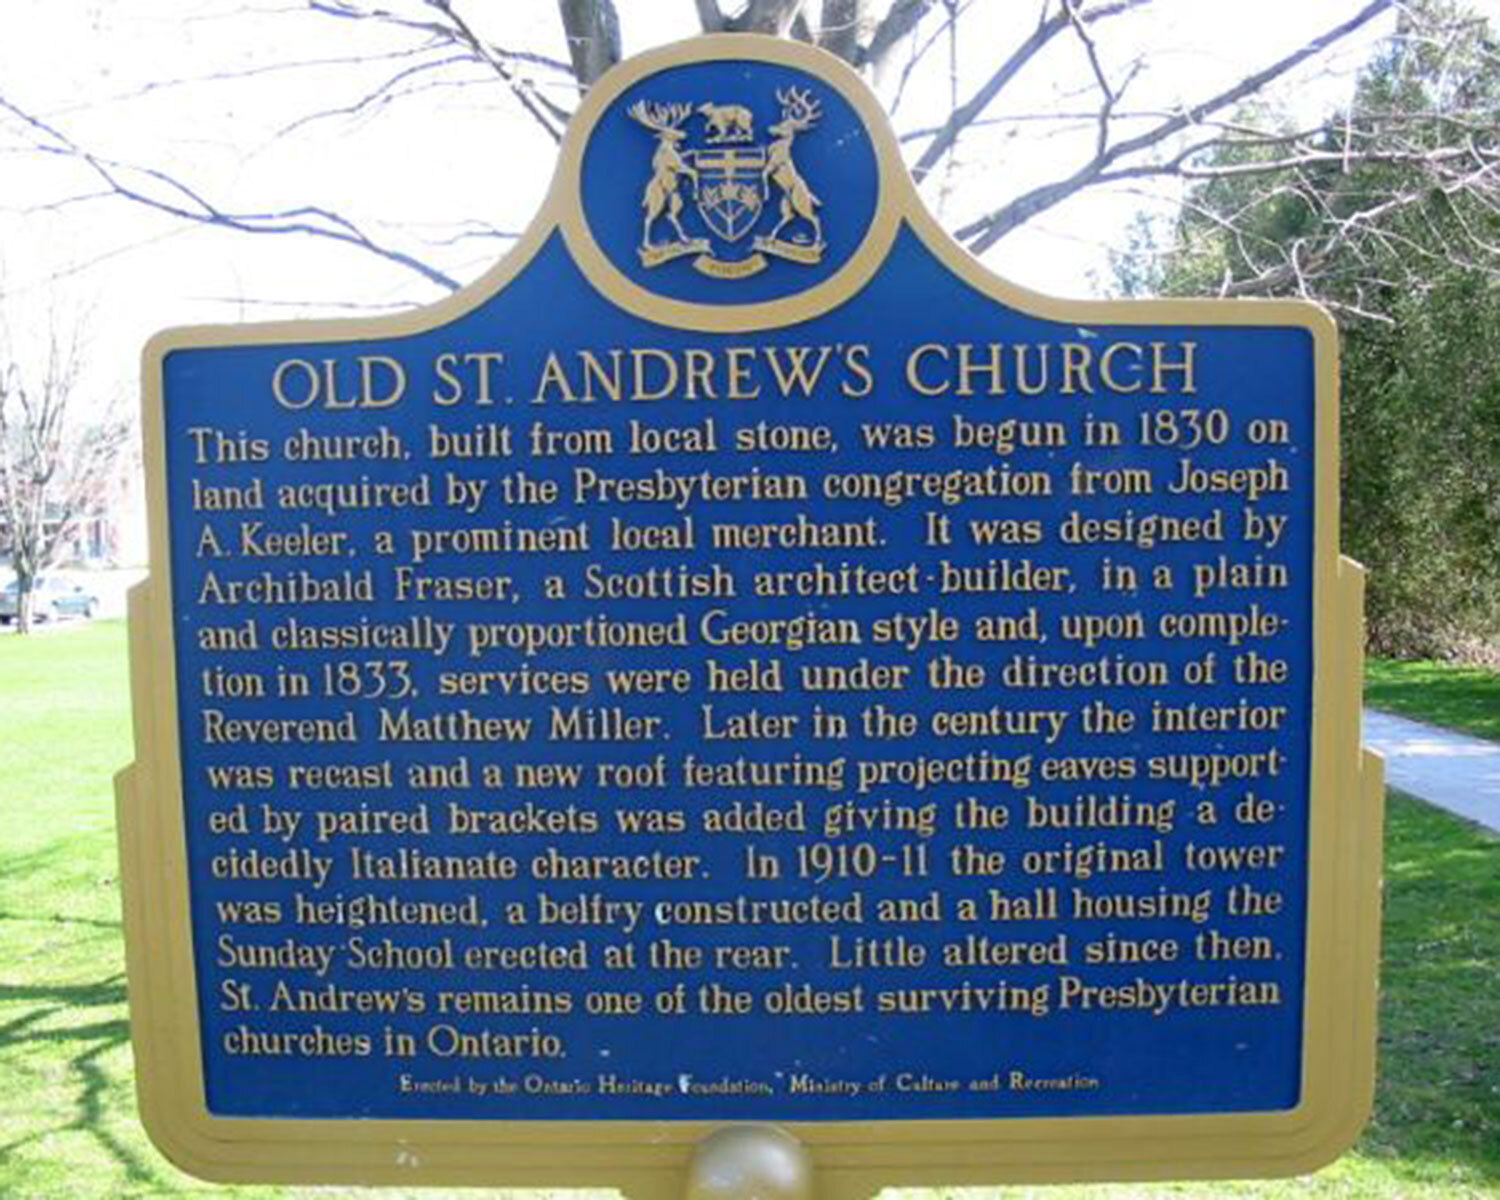 OLD ST. ANDREW'S CHURCH
This church, built from local stone, was begun in 1830 on
land acquired by the Presbyterian congregation from Joseph
A. Keeler, a prominent local merchant. It was designed by
Archibald Fraser, a Scottish architect-builder, in a plain
and classically proportioned Georgian style and, upon comple-
tion in 1833, services were held under the direction of the
Reverend Matthew Miller. Later in the century the interior
was recast and a new roof featuring projecting eaves support-
ed by paired brackets was added giving the building a de-
cidedly Italianate character. In 1910-11 the original tower
was heightened, a belfry constructed and a hall housing the
Sunday School erected at the rear. Little altered since then,
St. Andrew's remains one of the oldest surviving Presbyterian
churches in Ontario.
Erected by the Ontario Heritage Foundation, Ministry of Culture and Recreation